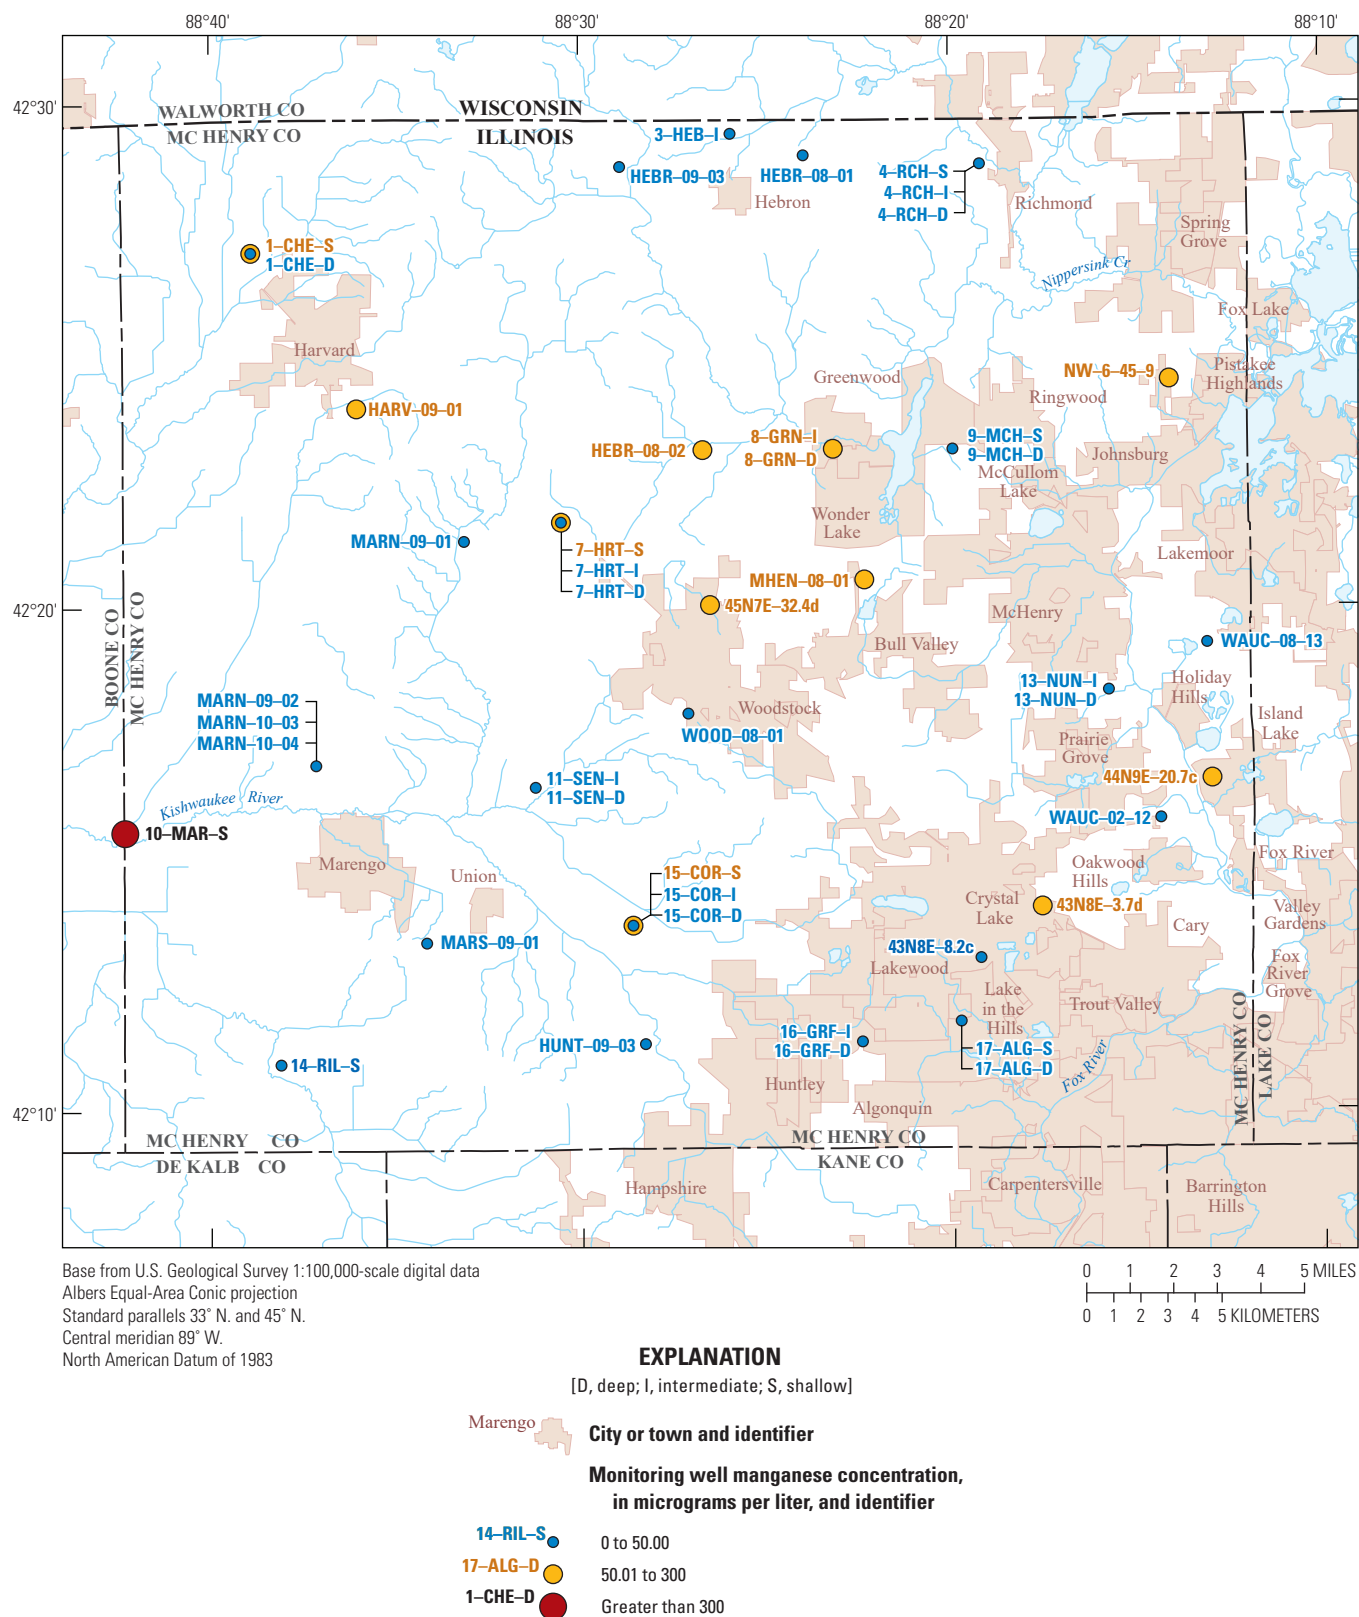 88°40'
88°30'
88°20'
88°10'
42°30'
WALWORTH CO
MC HENRY CO
WISCONSIN
ILLINOIS
3–HEB–I
HEBR–09–03
HEBR–08–01
Hebron
4–RCH–S
4–RCH–I
4–RCH–D
Richmond
Spring
Grove
Nippersink Cr
1–CHE–S
1–CHE–D
Fox Lake
Harvard
HARV–09–01
Greenwood
NW–6–45–9
Pistakee
Highlands
Ringwood
HEBR–08–02
8–GRN–I
8–GRN–D
9–MCH–S
9–MCH–D
McCullom
Lake
Johnsburg
Wonder
Lake
MARN–09–01
7–HRT–S
7–HRT–I
7–HRT–D
Lakemoor
MHEN–08–01
45N7E–32.4d
42°20'
McHenry
Bull Valley
WAUC–08–13
BOONE CO
MC HENRY CO
MARN–09–02
MARN–10–03
MARN–10–04
13–NUN–I
13–NUN–D
Holiday
Hills
Woodstock
WOOD–08–01
Island
Lake
Prairie
Grove
44N9E–20.7c
11–SEN–I
11–SEN–D
Kishwaukee River
WAUC–02–12
10–MAR–S
Marengo
Union
Oakwood
Hills
Fox River
Valley
Gardens
15–COR–S
15–COR–I
15–COR–D
Crystal
Lake
43N8E–3.7d
Cary
MARS–09–01
43N8E–8.2c
Lakewood
Fox
River
Grove
Lake
in the
Hills
Trout Valley
HUNT–09–03
16–GRF–I
16–GRF–D
17–ALG–S
17–ALG–D
14–RIL–S
Huntley
Fox River
MC HENRY CO
LAKE CO
Algonquin
42°10'
MC HENRY CO
DE KALB CO
MC HENRY CO
KANE CO
Hampshire
Carpentersville
Barrington
Hills
Base from U.S. Geological Survey 1:100,000-scale digital data
Albers Equal-Area Conic projection
Standard parallels 33° N. and 45° N.
Central meridian 89° W.
North American Datum of 1983
0 1 2 3 4 5 MILES
0 1 2 3 4 5 KILOMETERS
EXPLANATION
[D, deep; I, intermediate; S, shallow]
Marengo
City or town and identifier
Monitoring well manganese concentration,
in micrograms per liter, and identifier
14–RIL–S 0 to 50.00
17–ALG–D 50.01 to 300
1–CHE–D Greater than 300